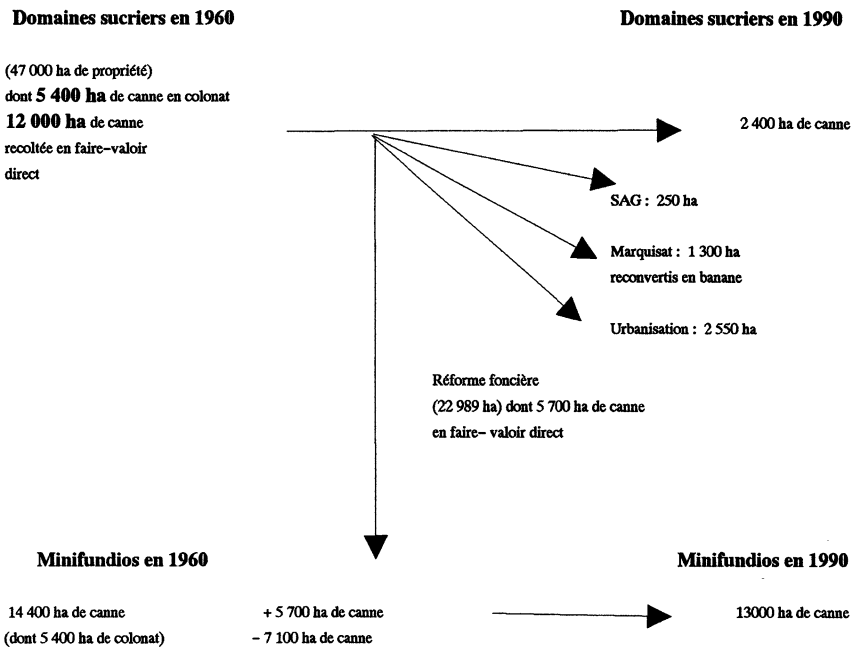 Domaines sucriers en 1960
Domaines sucriers en 1990
(47 000 ha de propriété)
dont 5 400 ha de canne en colonat
12 000 ha de canne
recoltée en faire-valoir
direct
2 400 ha de canne
SAG : 250 ha
Marquisat : 1 300 ha
reconvertis en banane
Urbanisation : 2 550 ha
Réforme foncière
(22 989 ha) dont 5 700 ha de canne
en faire- valoir direct
Minifundios en 1960
Minifundios en 1990
14 400 ha de canne
(dont 5 400 ha de colonat)
+ 5 700 ha de canne
- 7 100 ha de canne
13000 ha de canne